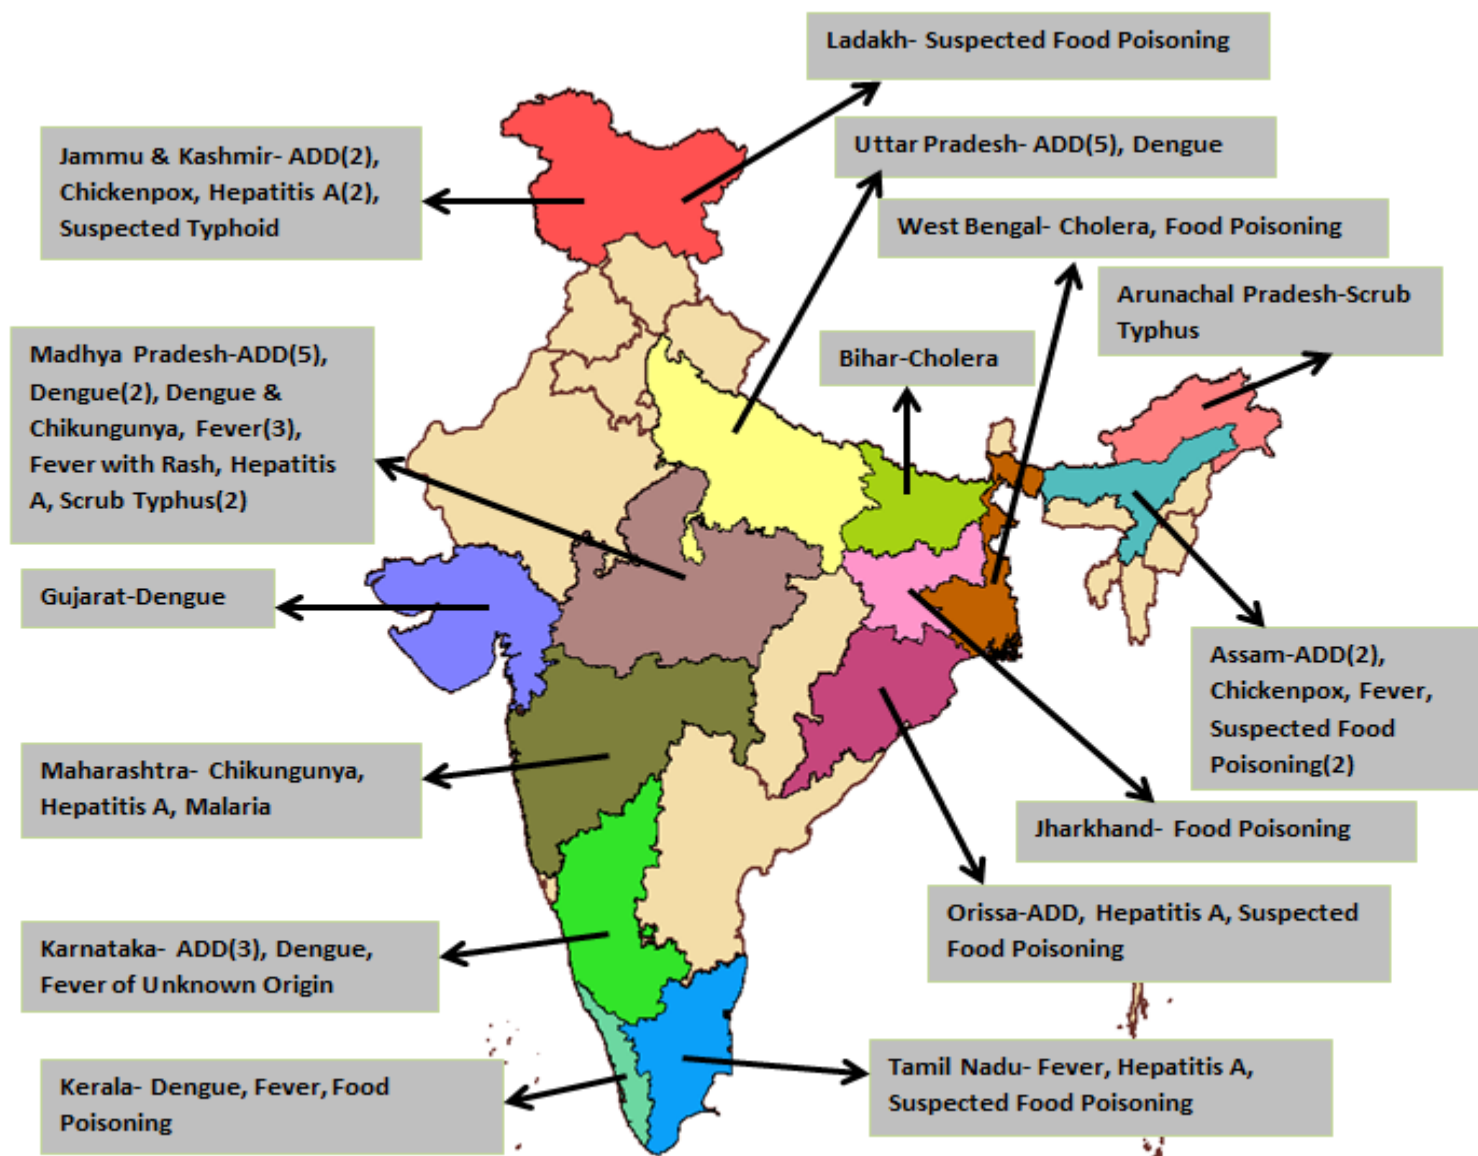 Ladakh- Suspected Food Poisoning
Jammu & Kashmir- ADD(2),
Chickenpox, Hepatitis A(2),
Suspected Typhoid
Uttar Pradesh- ADD(5), Dengue
West Bengal- Cholera, Food Poisoning
Arunachal Pradesh-Scrub
Typhus
Madhya Pradesh-ADD(5),
Dengue(2), Dengue &
Chikungunya, Fever(3),
Fever with Rash, Hepatitis
A, Scrub Typhus(2)
Bihar-Cholera
Gujarat-Dengue
Assam-ADD(2),
Chickenpox, Fever,
Suspected Food
Poisoning(2)
Maharashtra- Chikungunya,
Hepatitis A, Malaria
Jharkhand- Food Poisoning
Orissa-ADD, Hepatitis A, Suspected
Food Poisoning
Karnataka- ADD(3), Dengue,
Fever of Unknown Origin
Tamil Nadu- Fever, Hepatitis A,
Suspected Food Poisoning
Kerala- Dengue, Fever, Food
Poisoning